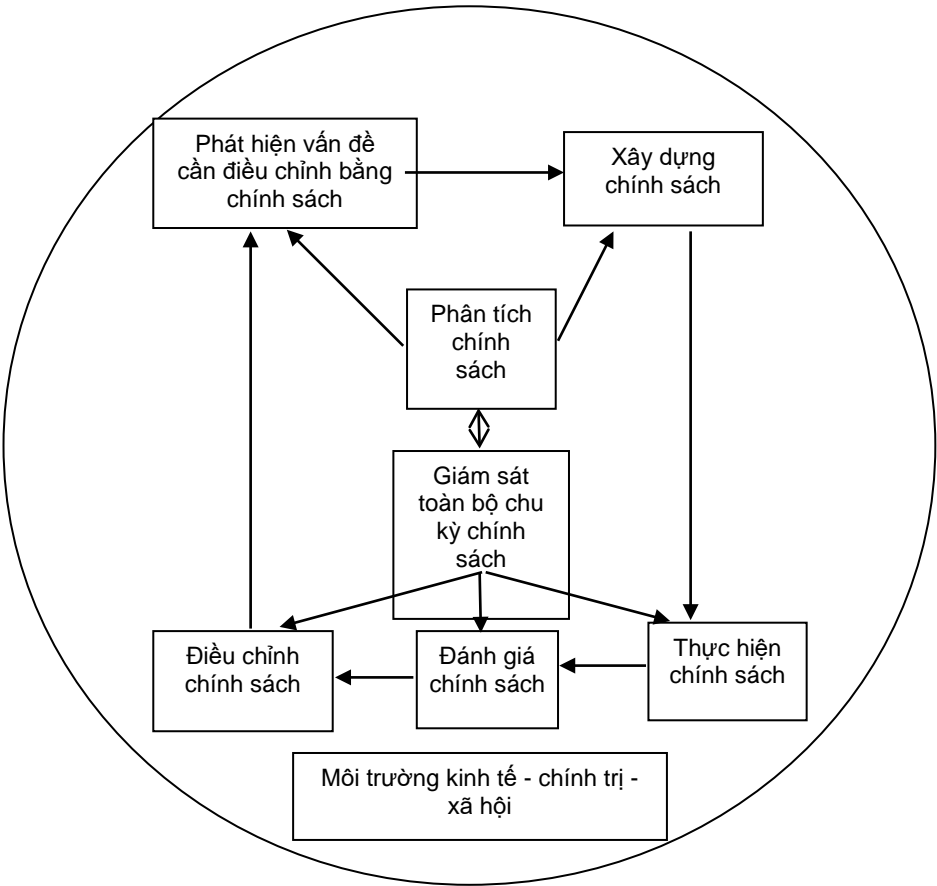 Phát hiện vấn đề
cần điều chỉnh bằng
chính sách
Xây dựng
chính sách
Phân tích
chính
sách
Giám sát
toàn bộ chu
kỳ chính
sách
Điều chỉnh
chính sách
Đánh giá
chính sách
Thực hiện
chính sách
Môi trường kinh tế - chính trị -
xã hội